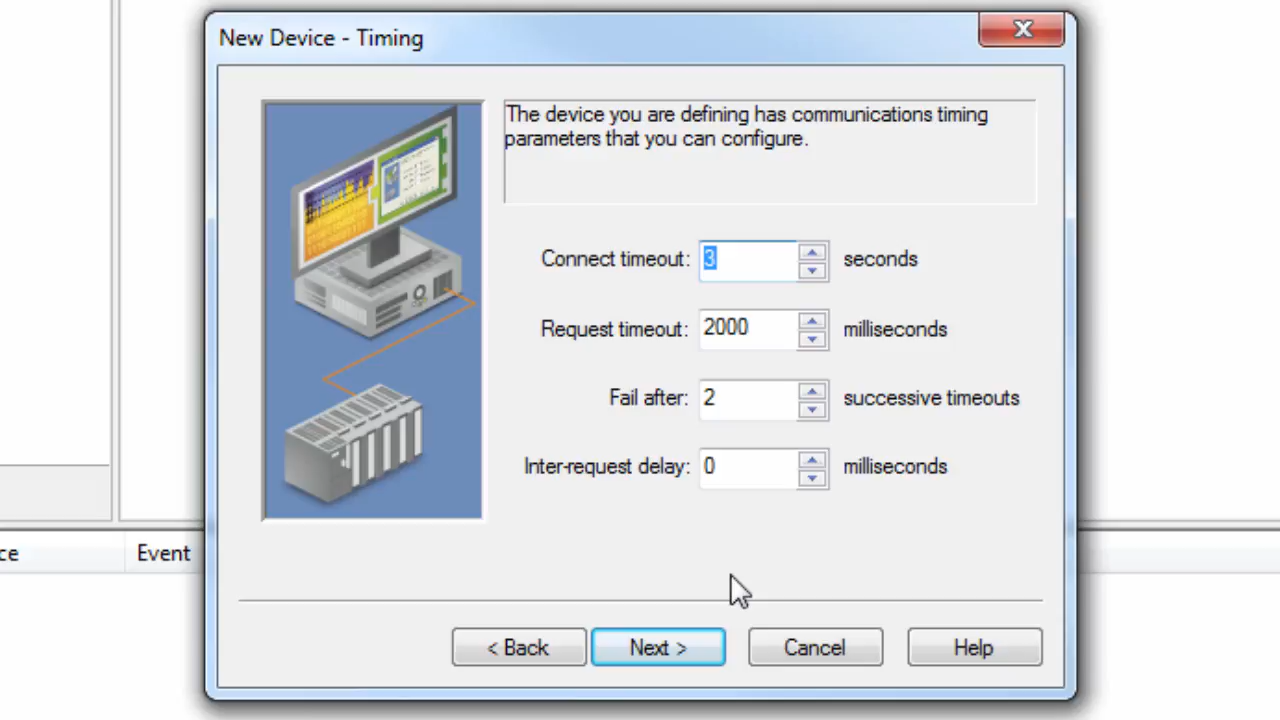 New Device - Timing
The device you are defining has communications timing
parameters that you can configure.
Connect timeout: 3 seconds
Request timeout: 2000 milliseconds
Fail after: 2 successive timeouts
Inter-request delay: 0 milliseconds
ce Event
< Back Next > Cancel Help